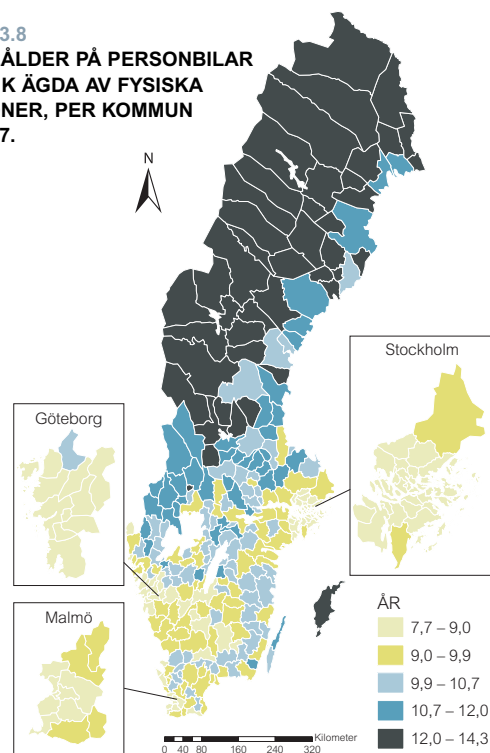 3.8
ÅLDER PÅ PERSONBILAR
K ÄGDA AV FYSISKA
NER, PER KOMMUN
7.
N
Stockholm
Göteborg
Malmö
ÅR
7,7 – 9,0
9,0 – 9,9
9,9 – 10,7
10,7 – 12,0
12,0 – 14,3
Kilometer
0 40 80 160 240 320